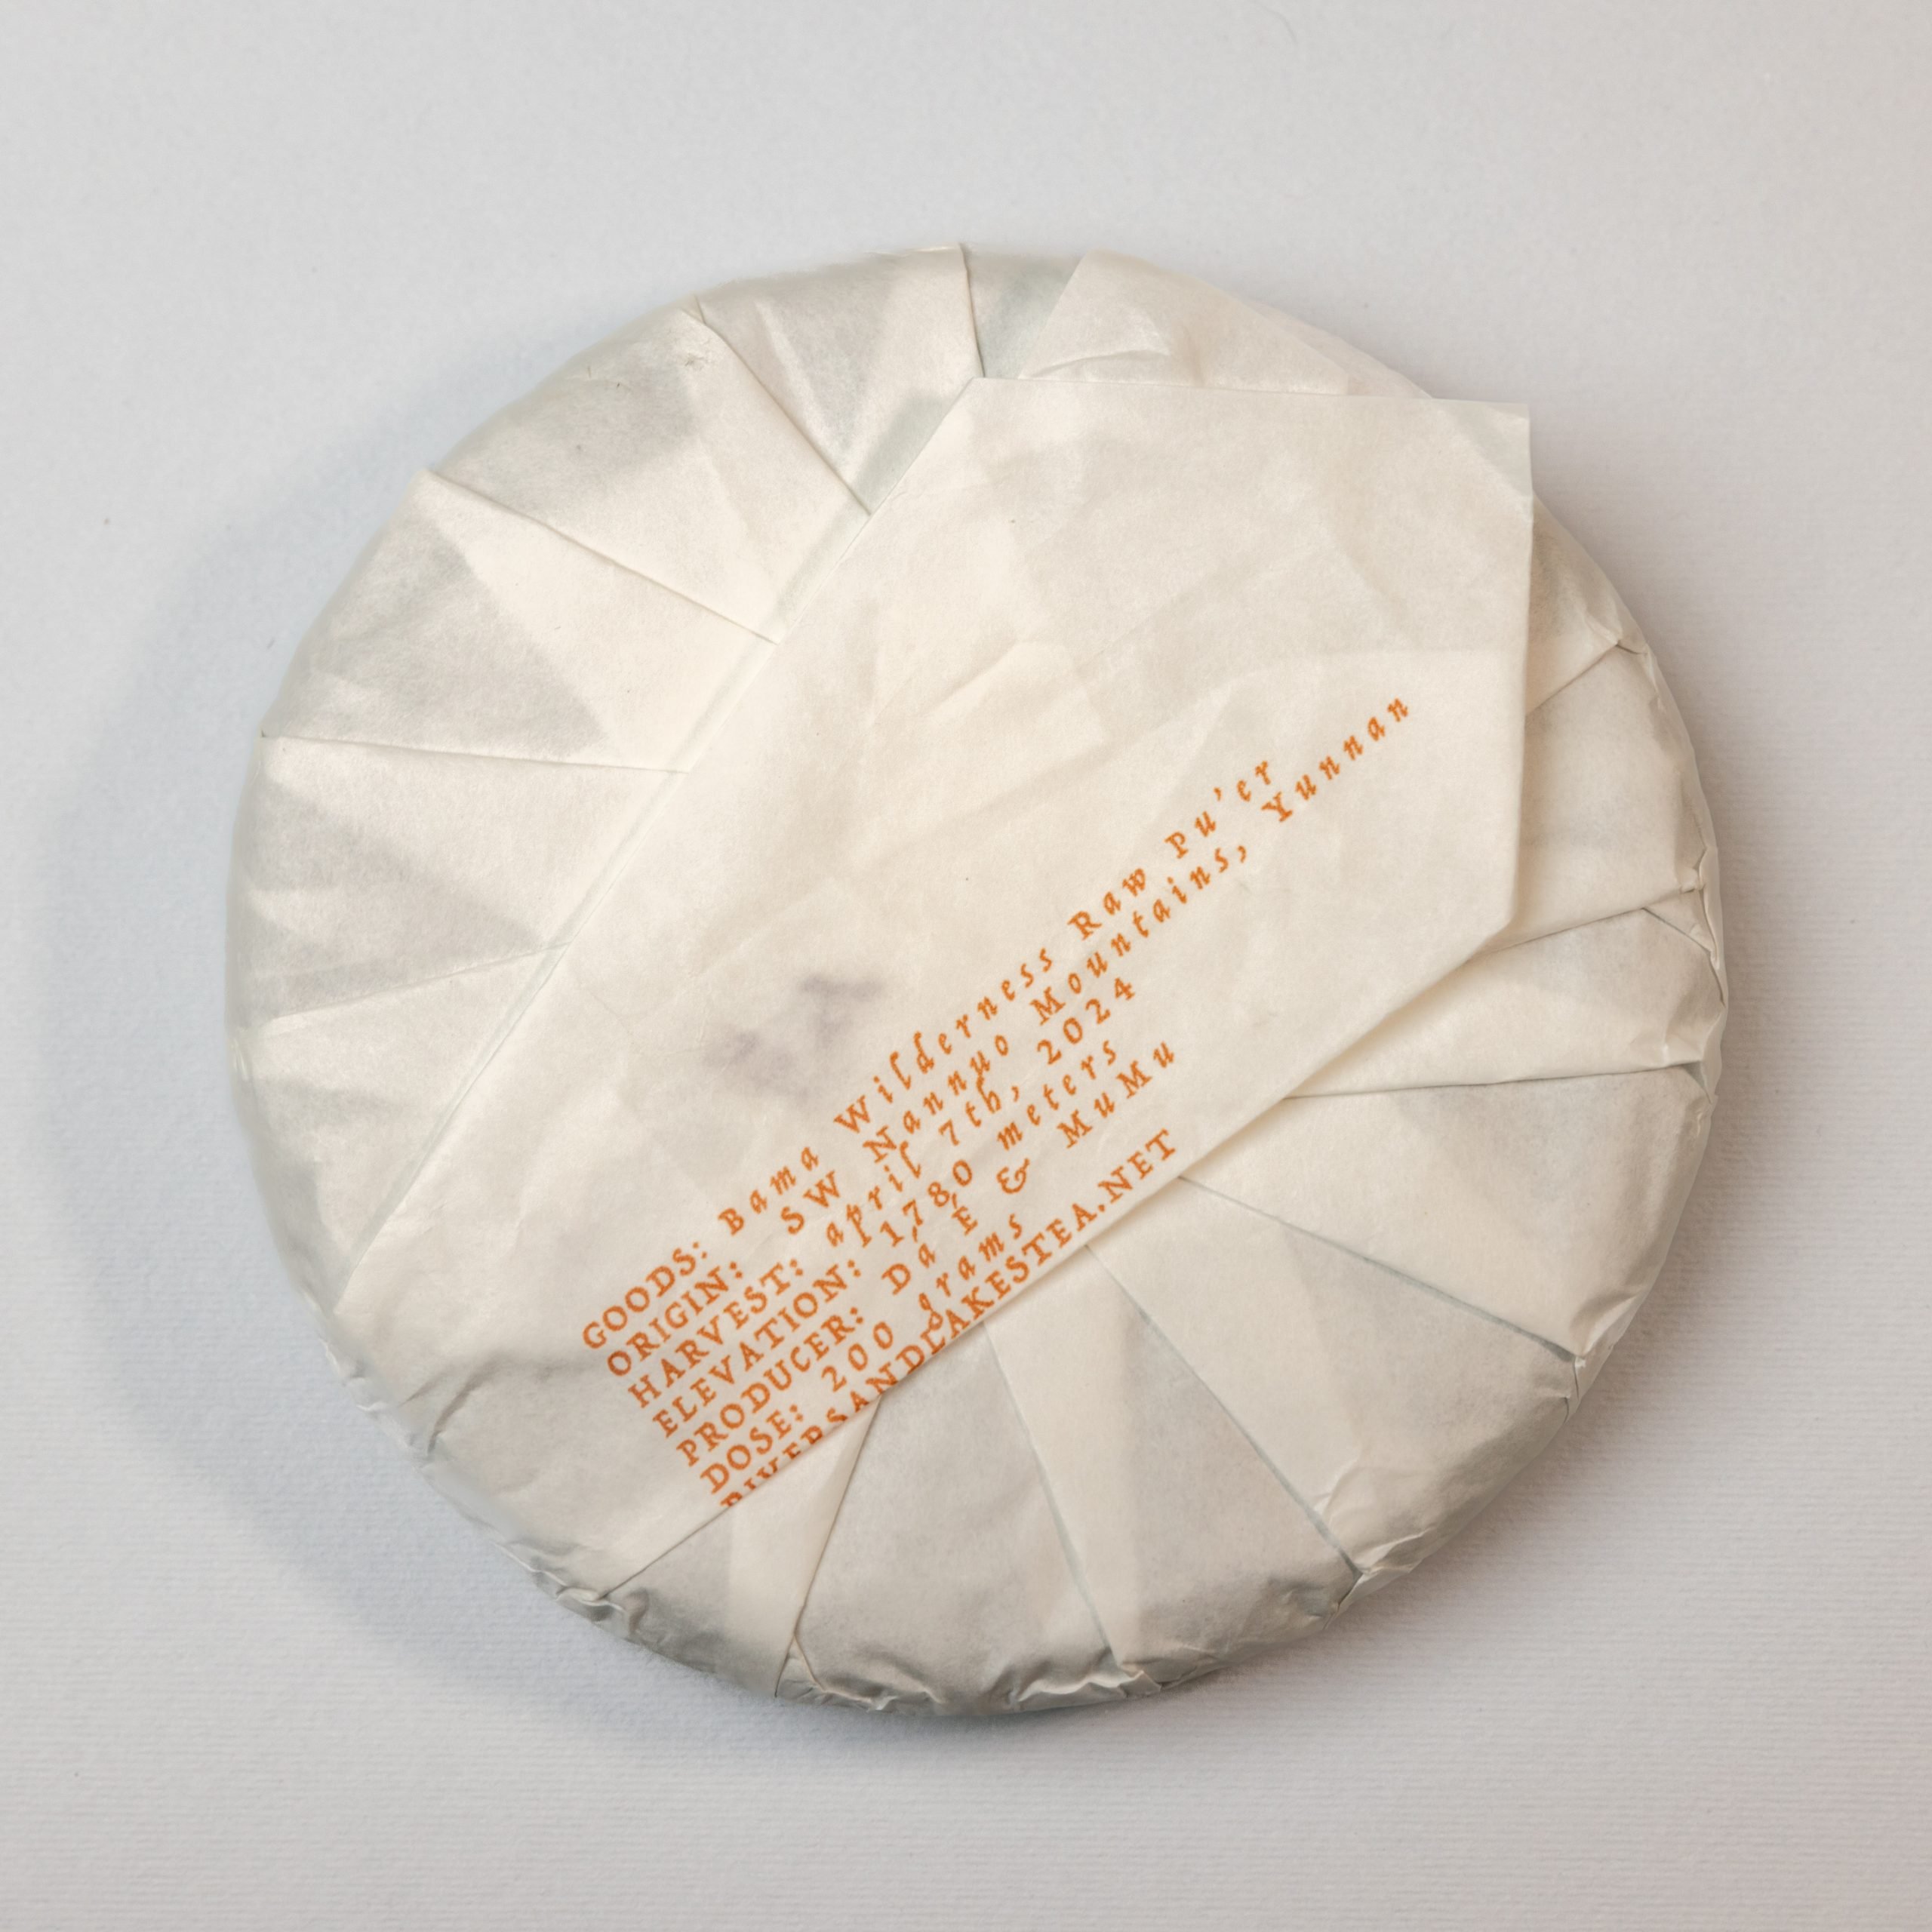 GOODS: Bama Wilderness Raw pu'er
ORIGIN: SW Nannuo Mountains, Yunnan
HARVEST: april 7th, 2024
ELEVATION: 1,780 meters
PRODUCER: Da É & MuMu
DOSE: 200 grams
RIVERSANDLAKESTEA.NET